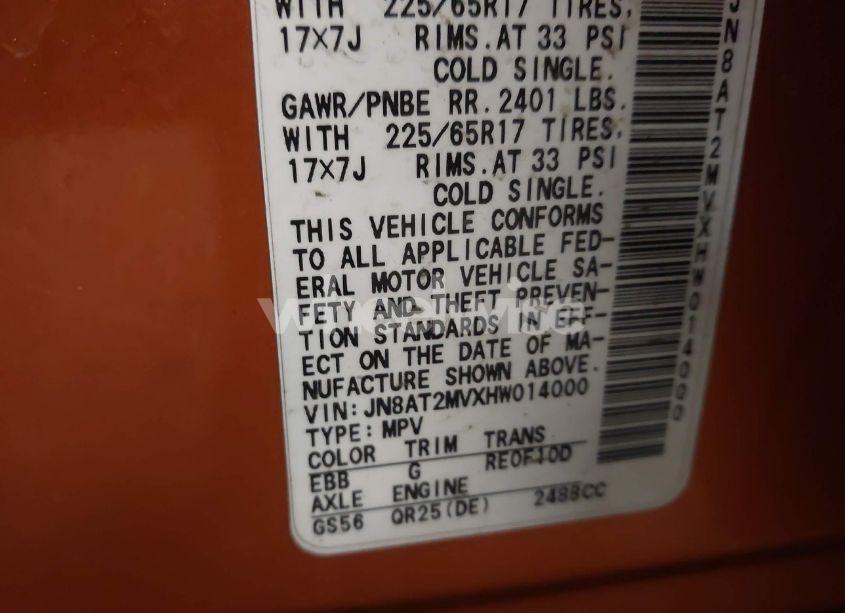 WITH 225/65R17 TIRES,
17X7J RIMS.AT 33 PSI
COLD SINGLE.
GAWR/PNBE RR.2401 LBS.
WITH 225/65R17 TIRES,
17X7J RIMS.AT 33 PSI
COLD SINGLE.
THIS VEHICLE CONFORMS
TO ALL APPLICABLE FED-
ERAL MOTOR VEHICLE SA-
FETY AND THEFT PREVEN-
TION STANDARDS IN EFF-
ECT ON THE DATE OF MA-
NUFACTURE SHOWN ABOVE.
VIN:JN8AT2MVXHW014000
TYPE:MPV
COLOR TRIM TRANS
EBB G RE0F10D
AXLE ENGINE
GS56 QR25(DE) 2488CC
JN8AT2MVXHW014000